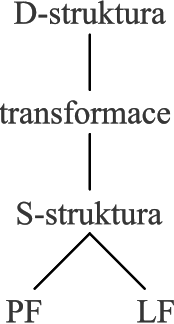 D-struktura
transformace
S-struktura
PF LF